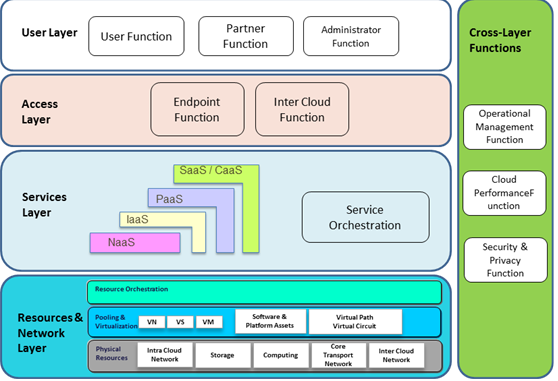 User Layer
User Function
Partner
Function
Administrator
Function
Cross-Layer
Functions
Access
Layer
Endpoint
Function
Inter Cloud
Function
Operational
Management
Function
Services
Layer
SaaS / CaaS
PaaS
IaaS
NaaS
Service
Orchestration
Cloud
PerformanceF
unction
Security &
Privacy
Function
Resources &
Network
Layer
Resource Orchestration
Pooling &
Virtualization
VN
VS
VM
Software &
Platform Assets
Virtual Path
Virtual Circuit
Physical
Resources
Intra Cloud
Network
Storage
Computing
Core
Transport
Network
Inter Cloud
Network